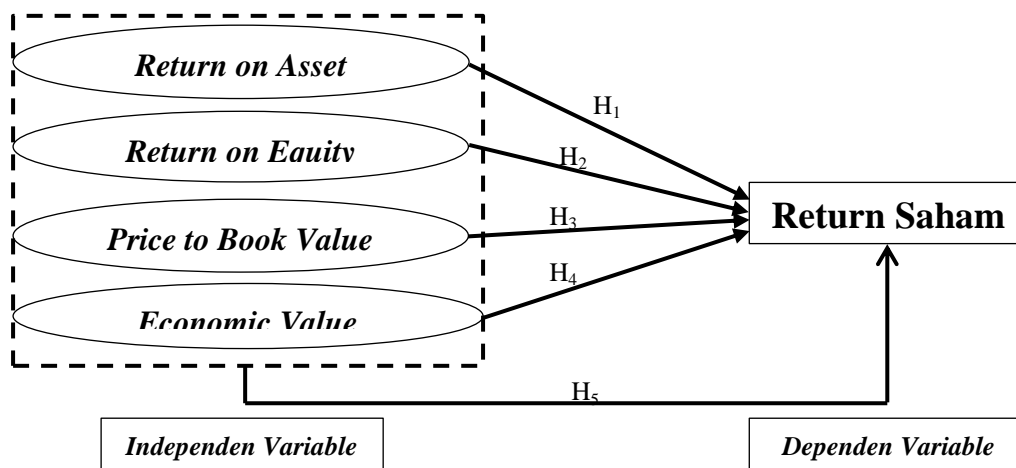 Return on Asset
H1
Return on Equity
H2
Return Saham
Price to Book Value
H3
H4
Economic Value
H5
Independen Variable
Dependen Variable